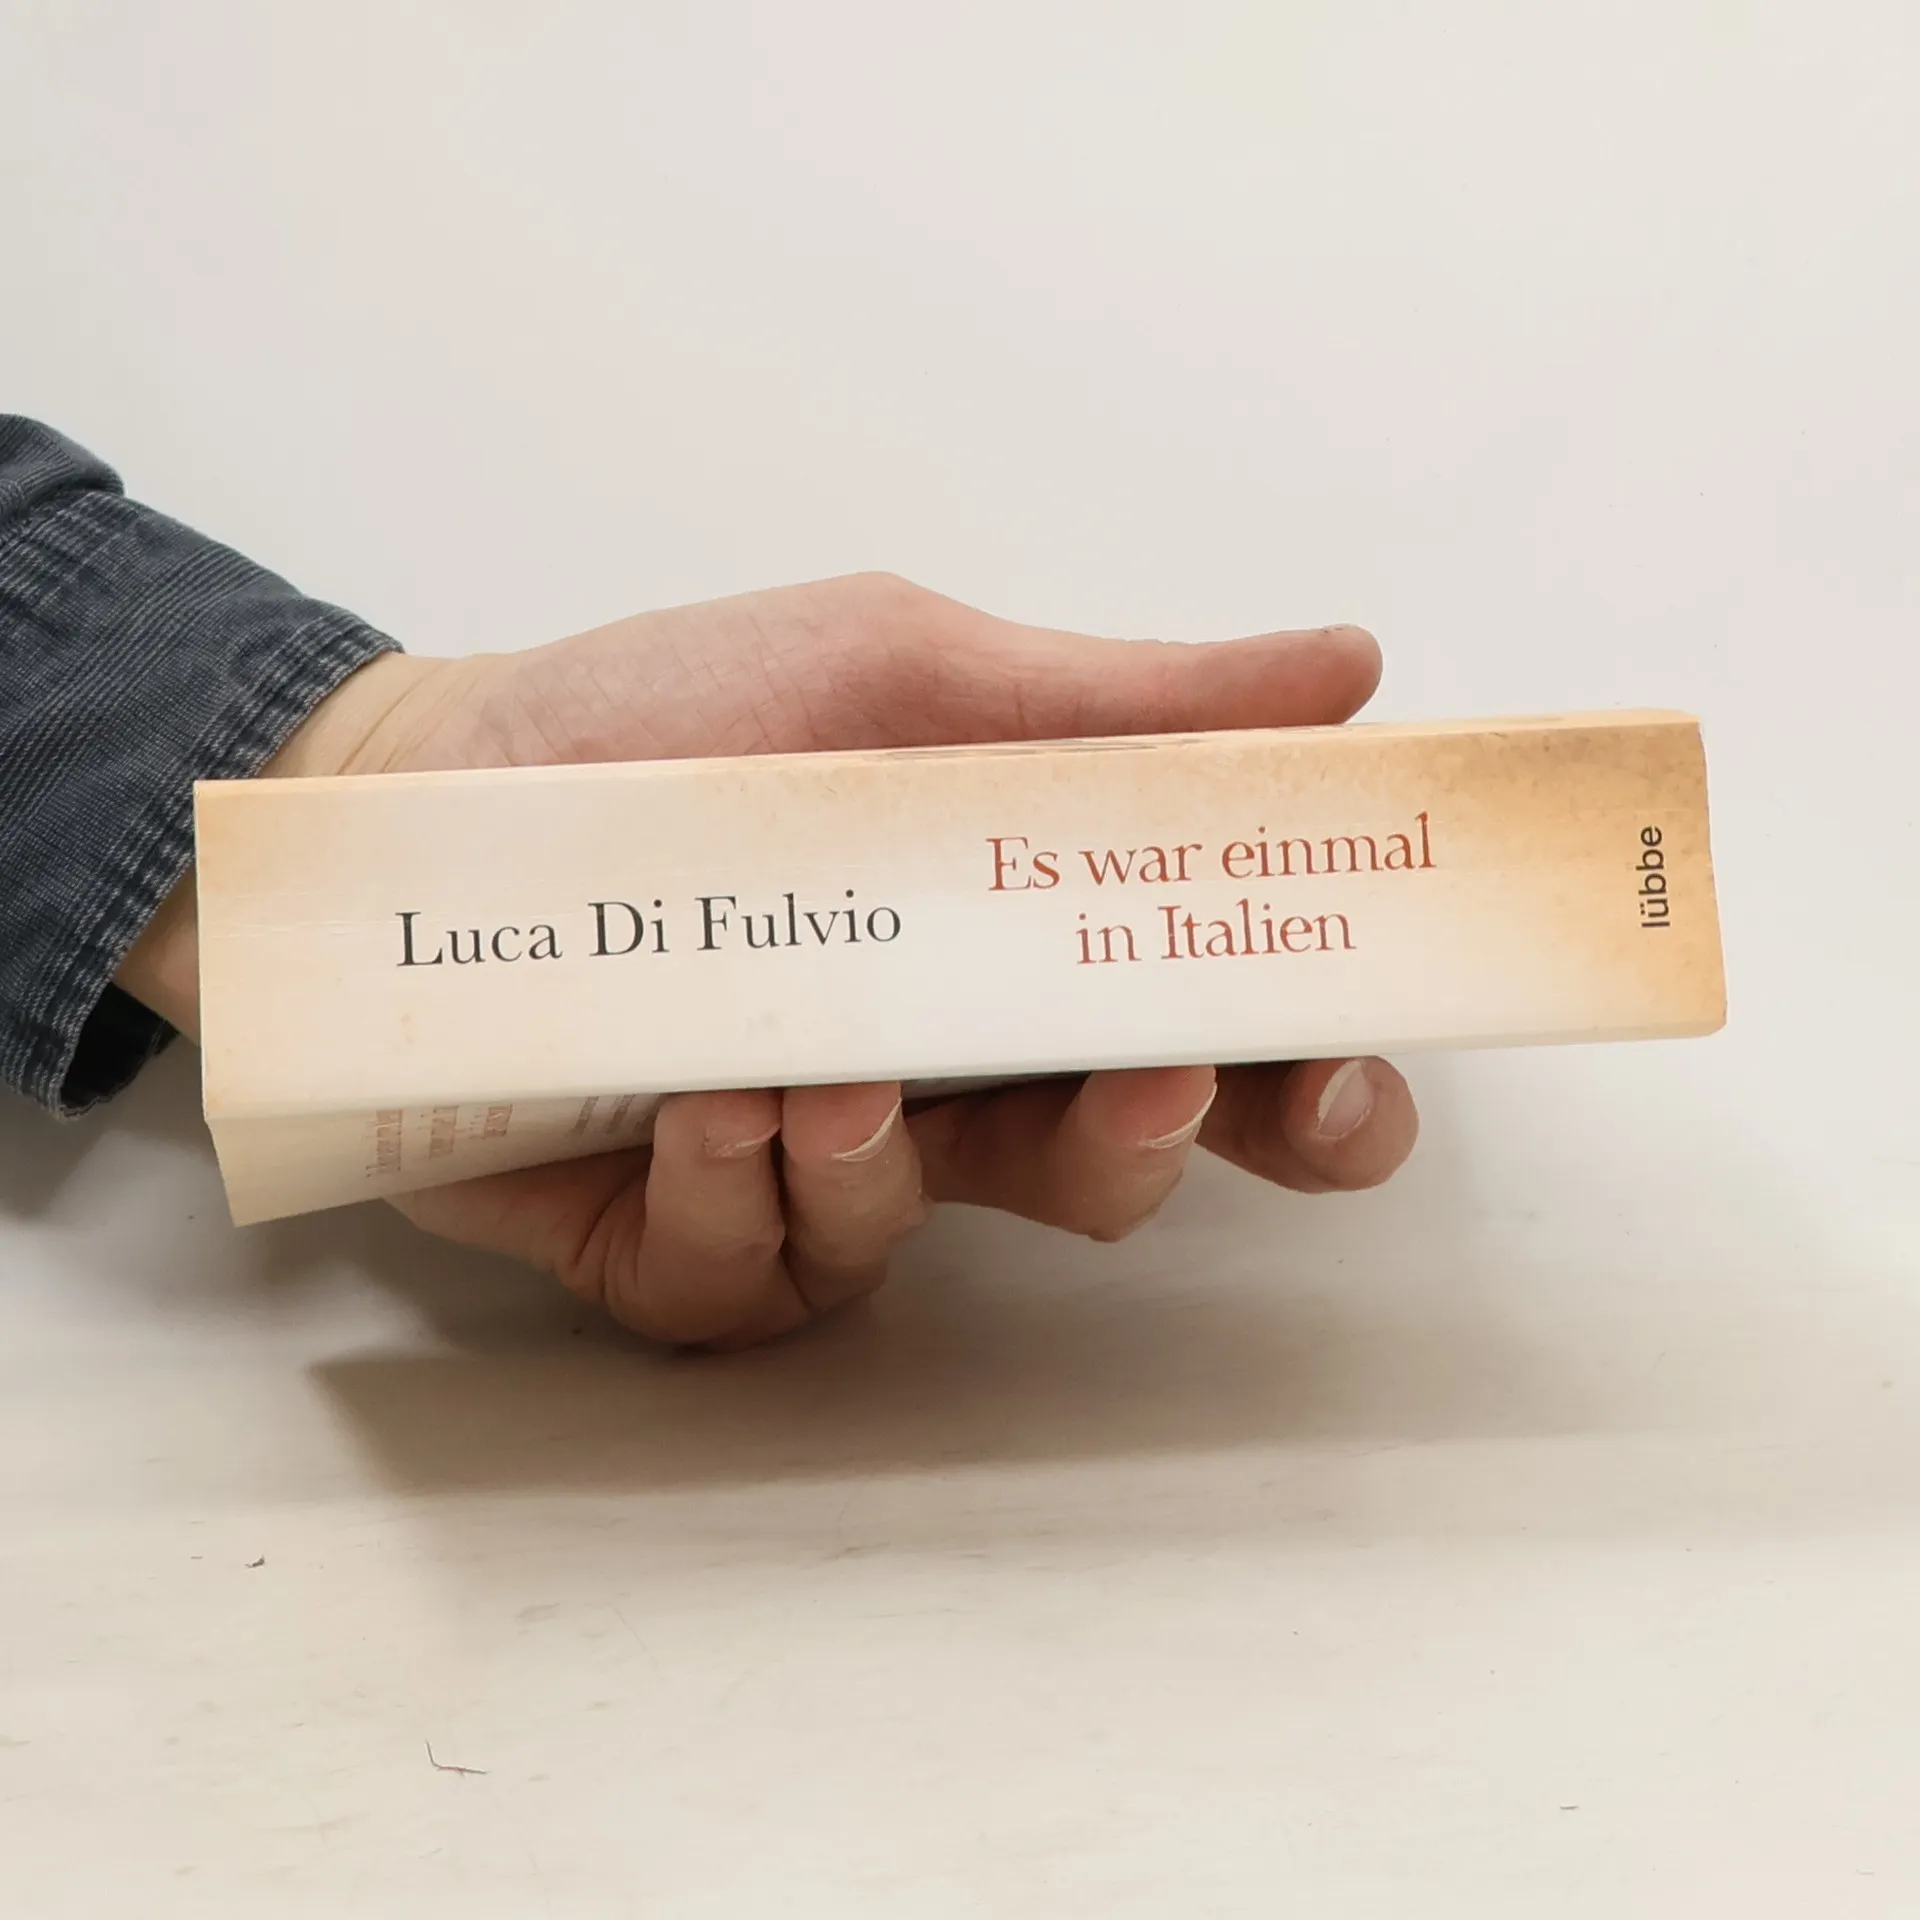 Luca Di Fulvio
Es war einmal
in Italien
lübbe